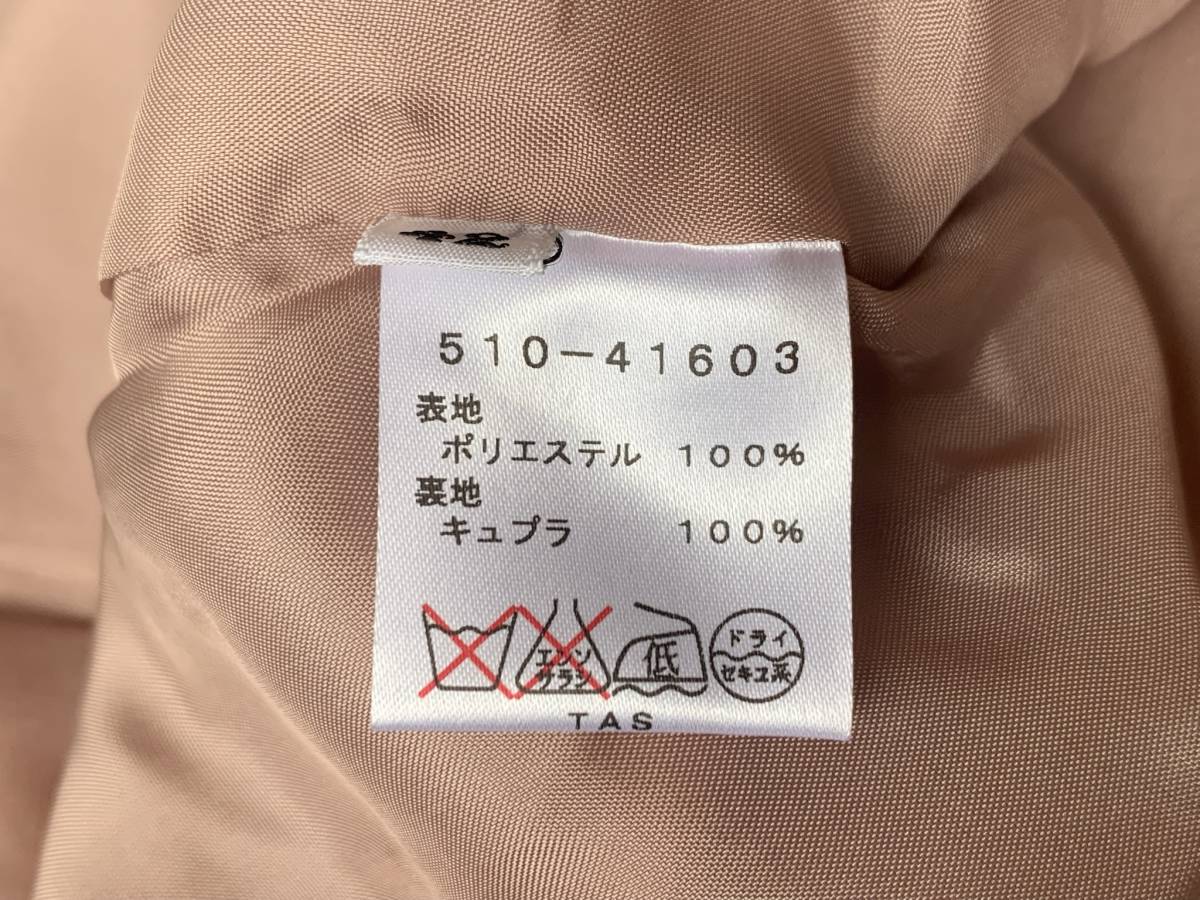 510-41603
表地
ポリエステル 100%
裏地
キュプラ 100%
エンソ
サラシ
低
ドライ
セキユ系
TAS